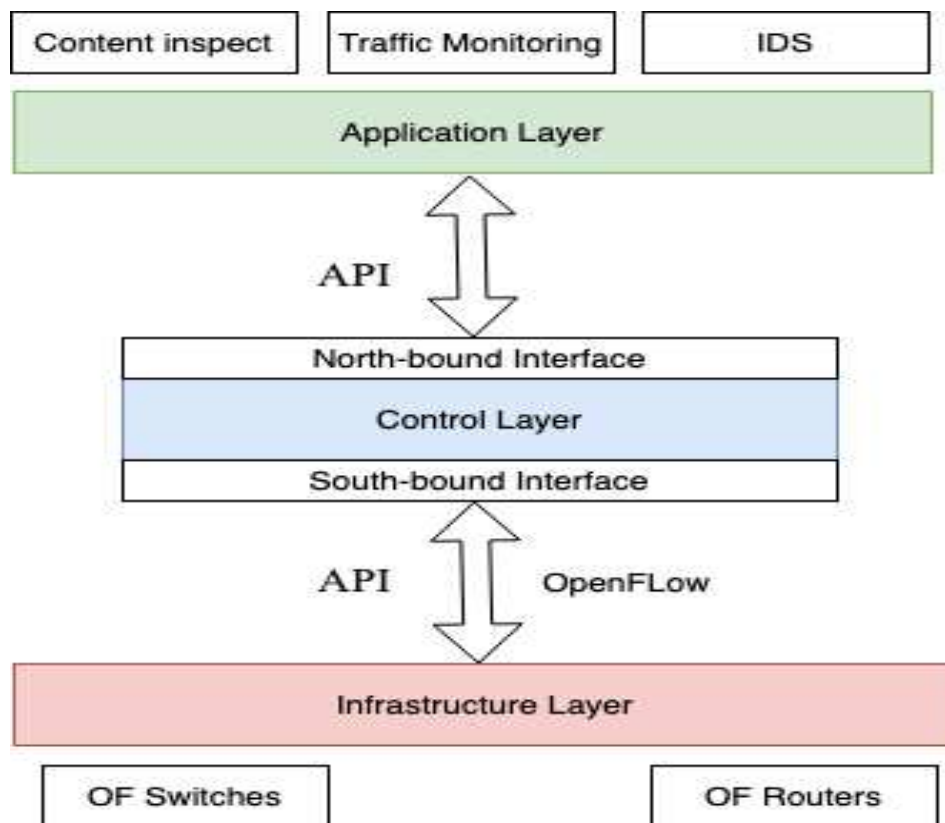 Content inspect
Traffic Monitoring
IDS
Application Layer
API
North-bound Interface
Control Layer
South-bound Interface
API
OpenFLow
Infrastructure Layer
OF Switches
OF Routers